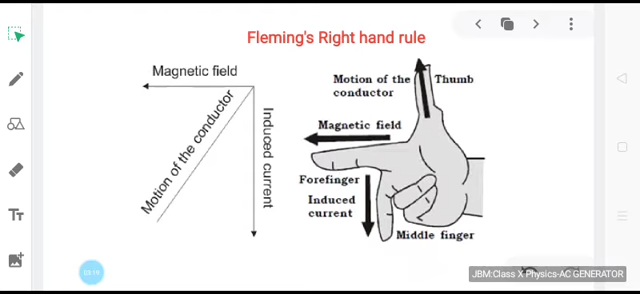 Fleming's Right hand rule
Magnetic field
Motion of the conductor
Induced current
Motion of the
conductor
Thumb
Magnetic field
Forefinger
Induced
current
Middle finger
JBM:Class X Physics-AC GENERATOR
Tт